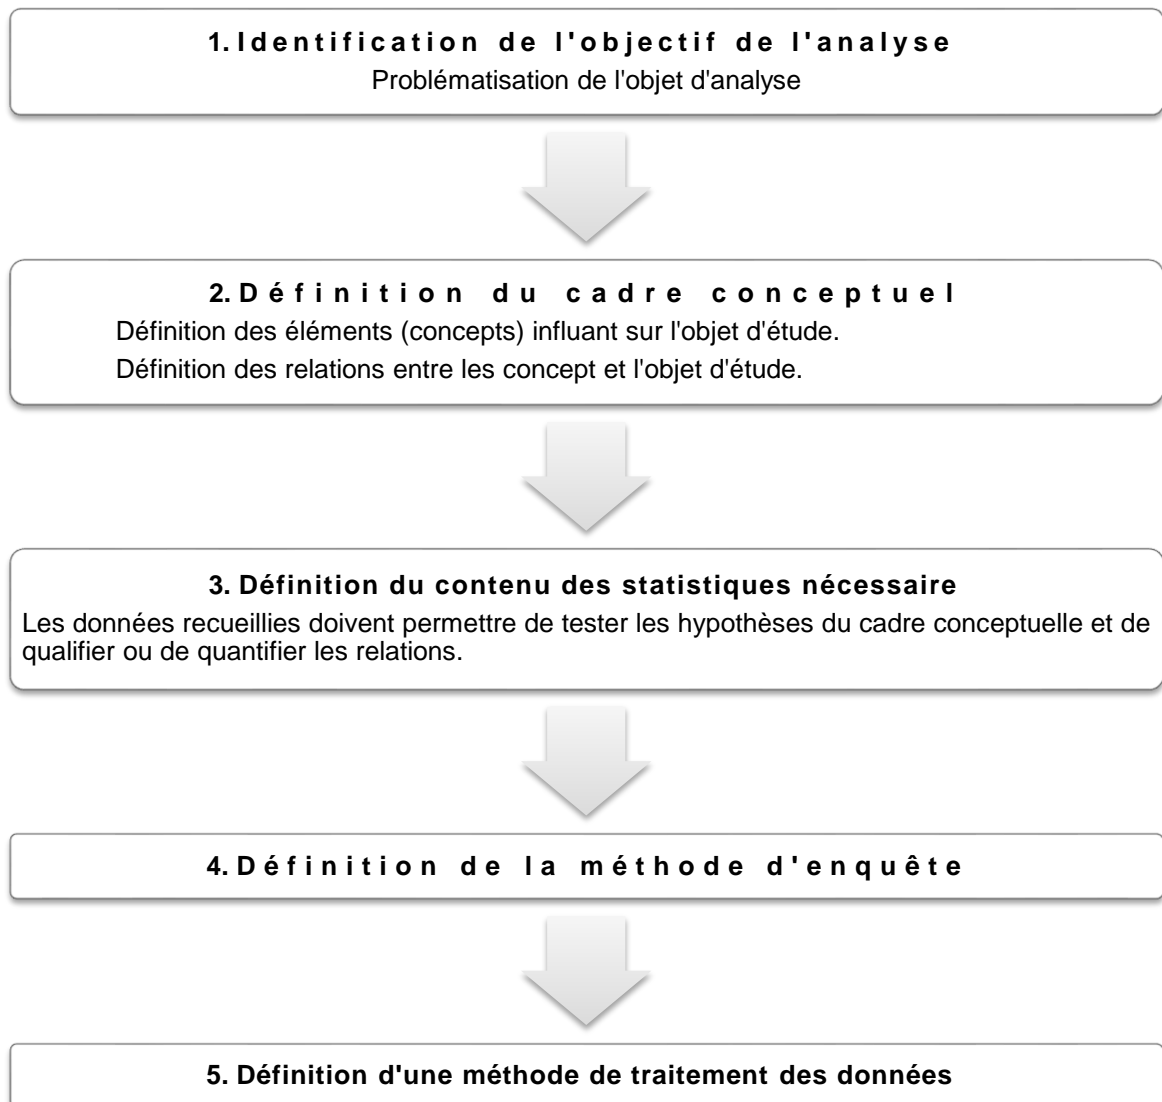 1. Identification de l'objectif de l'analyse
Problématisation de l'objet d'analyse
2. Définition du cadre conceptuel
Définition des éléments (concepts) influant sur l'objet d'étude.
Définition des relations entre les concept et l'objet d'étude.
3. Définition du contenu des statistiques nécessaire
Les données recueillies doivent permettre de tester les hypothèses du cadre conceptuelle et de
qualifier ou de quantifier les relations.
4. Définition de la méthode d'enquête
5. Définition d'une méthode de traitement des données